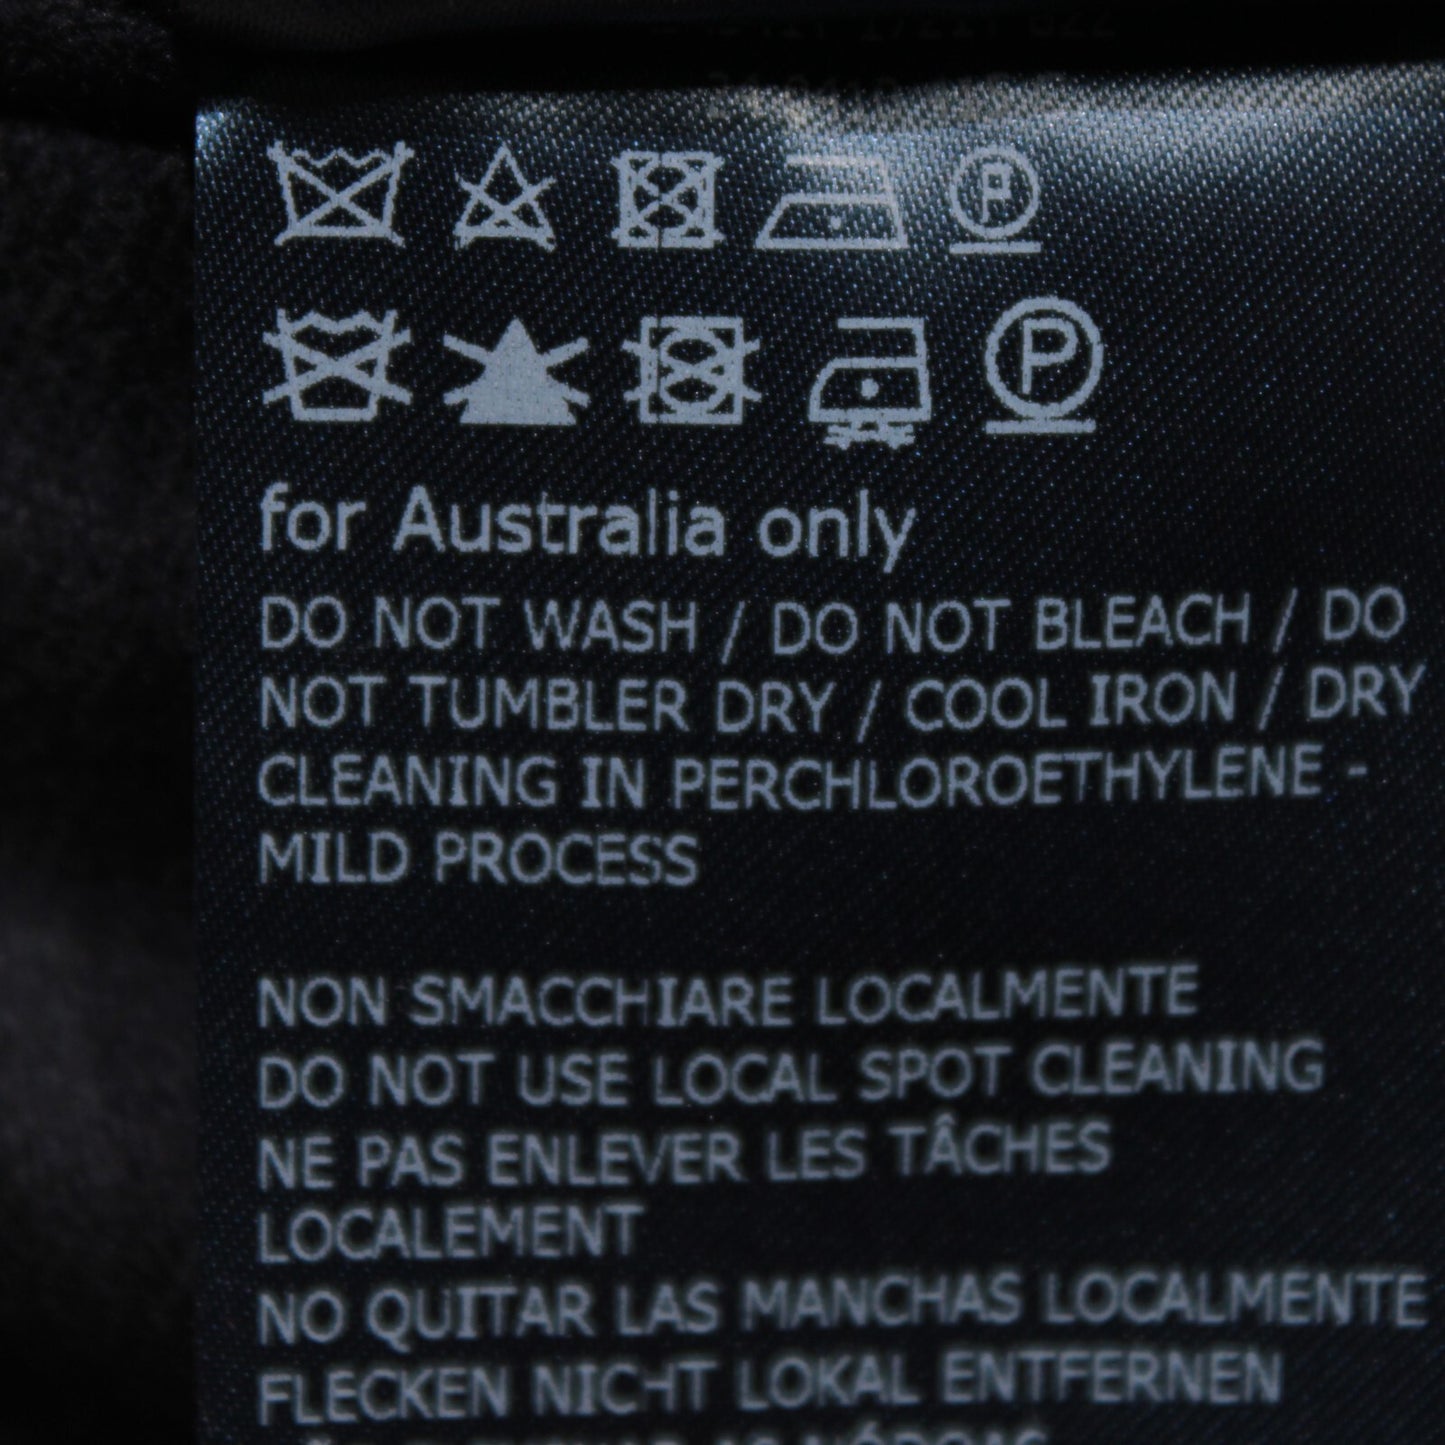 P
P
for Australia only
DO NOT WASH / DO NOT BLEACH / DO
NOT TUMBLER DRY / COOL IRON / DRY
CLEANING IN PERCHLOROETHYLENE -
MILD PROCESS
NON SMACCHIARE LOCALMENTE
DO NOT USE LOCAL SPOT CLEANING
NE PAS ENLEVER LES TÂCHES
LOCALEMENT
NO QUITAR LAS MANCHAS LOCALMENTE
FLECKEN NICHT LOKAL ENTFERNEN